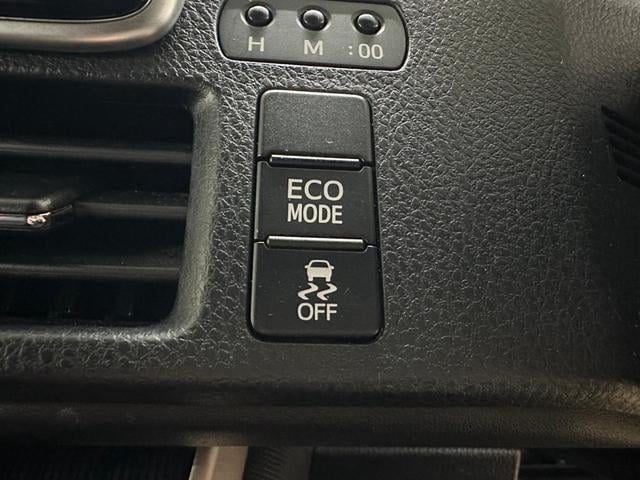 H M :00
ECO
MODE
OFF